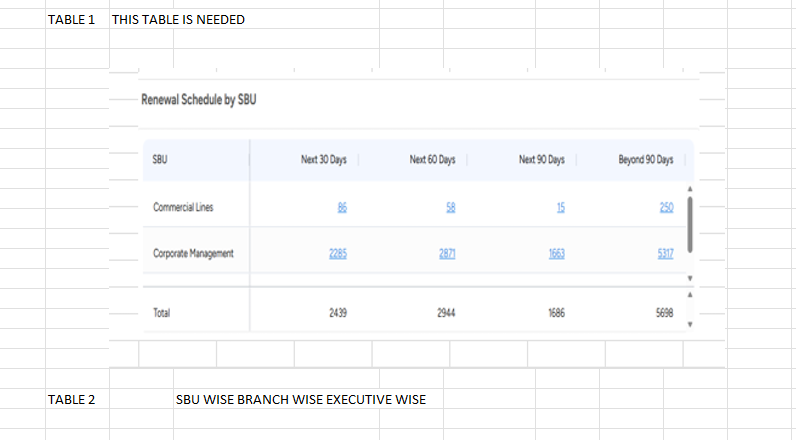 TABLE 1 THIS TABLE IS NEEDED
Renewal Schedule by SBU
SBU Next 30 Days Next 60 Days Next 90 Days Beyond 90 Days
Commercial Lines 86 58 15 250
Corporate Management 2285 2871 1663 5317
Total 2439 2944 1686 5698
TABLE 2 SBU WISE BRANCH WISE EXECUTIVE WISE